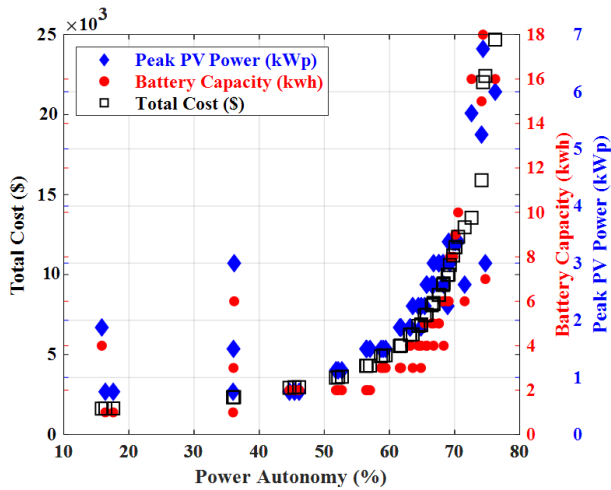 25 ×10³ 18 7
Peak PV Power (kWp)
Battery Capacity (kwh)
Total Cost ($)
16
6
20
14
5
12
15
4
10
8
3
10
6
2
5
4
1
2
0 0 0
10 20 30 40 50 60 70 80
Power Autonomy (%)
Total Cost ($)
Battery Capacity (kwh)
Peak PV Power (kWp)